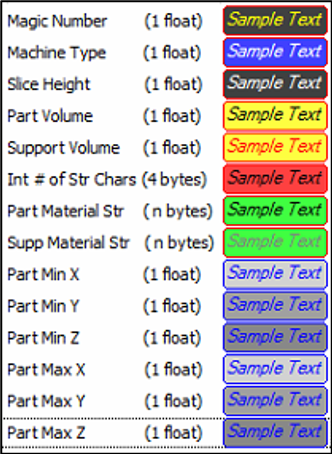 Magic Number (1 float) Sample Text
Machine Type (1 float) Sample Text
Slice Height (1 float) Sample Text
Part Volume (1 float) Sample Text
Support Volume (1 float) Sample Text
Int # of Str Chars (4 bytes) Sample Text
Part Material Str (n bytes) Sample Text
Supp Material Str (n bytes) Sample Text
Part Min X (1 float) Sample Text
Part Min Y (1 float) Sample Text
Part Min Z (1 float) Sample Text
Part Max X (1 float) Sample Text
Part Max Y (1 float) Sample Text
Part Max Z (1 float) Sample Text